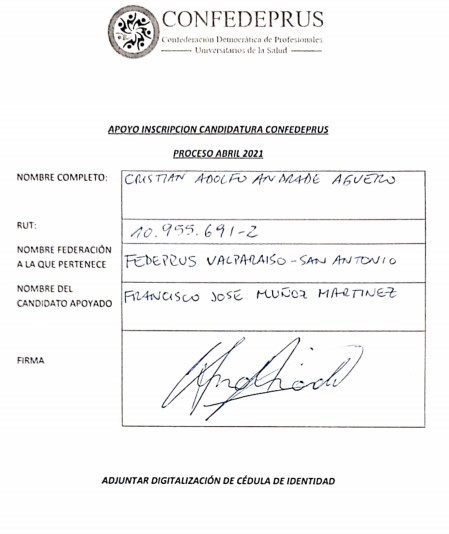 CONFEDEPRUS
Confederación Democrática de Profesionales
Universitarios de la Salud
APOYO INSCRIPCION CANDIDATURA CONFEDEPRUS
PROCESO ABRIL 2021
NOMBRE COMPLETO: CRISTIAN ADOLFO ANDRADE AGUERO
RUT: 10.955.691-2
NOMBRE FEDERACIÓN
A LA QUE PERTENECE FEDEPRUS VALPARAISO-SAN ANTONIO
NOMBRE DEL
CANDIDATO APOYADO FRANCISCO JOSE MUÑOZ MARTINEZ
FIRMA
ADJUNTAR DIGITALIZACIÓN DE CÉDULA DE IDENTIDAD